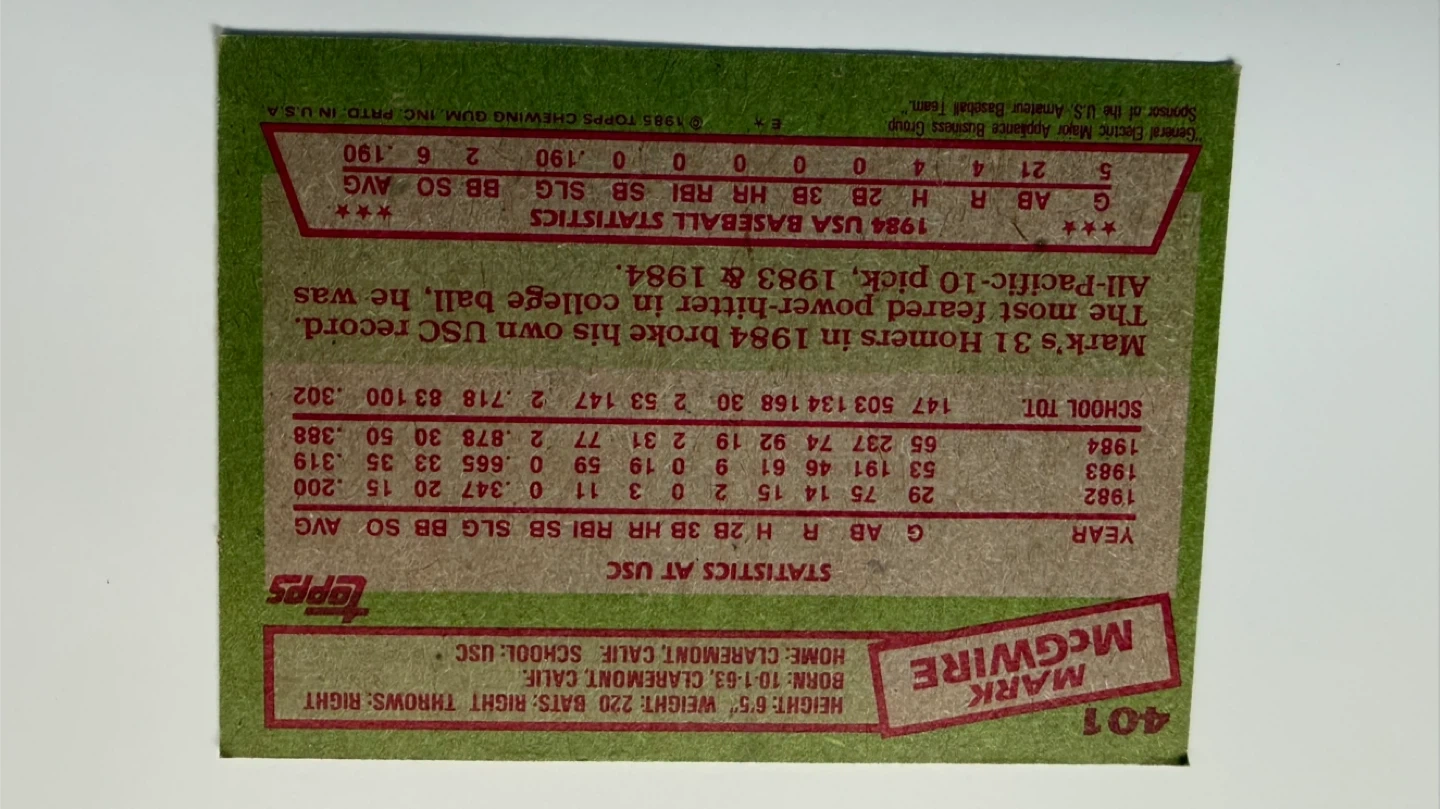 401
MARK
McGWIRE
HEIGHT: 6'5" WEIGHT: 220 BATS: RIGHT THROWS: RIGHT
BORN: 10-1-63, CLAREMONT, CALIF.
HOME: CLAREMONT, CALIF. SCHOOL: USC
topps
STATISTICS AT USC
YEAR G AB R H 2B 3B HR RBI SB SLG BB SO AVG
1982 29 75 14 15 2 0 3 11 0 .347 20 15 .200
1983 53 191 46 61 9 0 19 59 0 .665 33 35 .319
1984 65 237 74 92 19 2 31 77 2 .878 30 50 .388
SCHOOL TOT. 147 503 134 168 30 2 53 147 2 .718 83 100 .302
Mark's 31 Homers in 1984 broke his own USC record.
The most feared power-hitter in college ball, he was
All-Pacific-10 pick, 1983 & 1984.
★★★ 1984 USA BASEBALL STATISTICS ★★★
G AB R H 2B 3B HR RBI SB SLG BB SO AVG
5 21 4 4 0 0 0 0 0 .190 2 6 .190
"General Electric Major Appliance Business Group
Sponsor of the U.S. Amateur Baseball Team."
E★ © 1985 TOPPS CHEWING GUM, INC. PRTD. IN U.S.A.